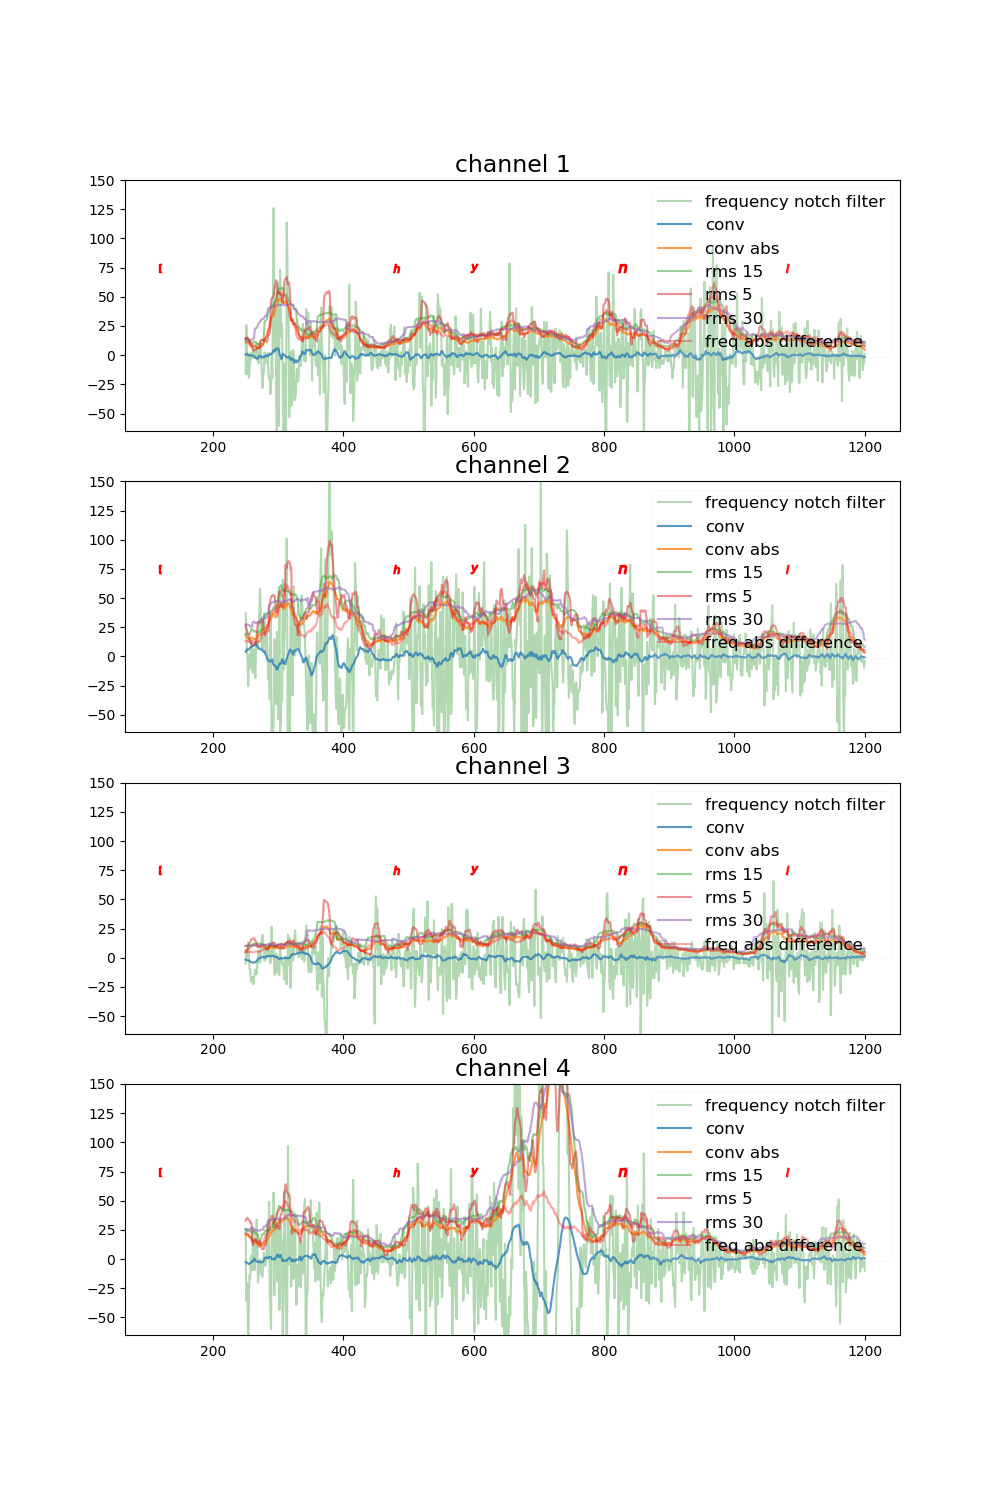 channel 1
150
125
100
75
50
25
0
−25
−50
h y n l
frequency notch filter
conv
conv abs
rms 15
rms 5
rms 30
freq abs difference
200 400 600 800 1000 1200
channel 2
150
125
100
75
50
25
0
−25
−50
h y n l
frequency notch filter
conv
conv abs
rms 15
rms 5
rms 30
freq abs difference
200 400 600 800 1000 1200
channel 3
150
125
100
75
50
25
0
−25
−50
h y n l
frequency notch filter
conv
conv abs
rms 15
rms 5
rms 30
freq abs difference
200 400 600 800 1000 1200
channel 4
150
125
100
75
50
25
0
−25
−50
h y n l
frequency notch filter
conv
conv abs
rms 15
rms 5
rms 30
freq abs difference
200 400 600 800 1000 1200